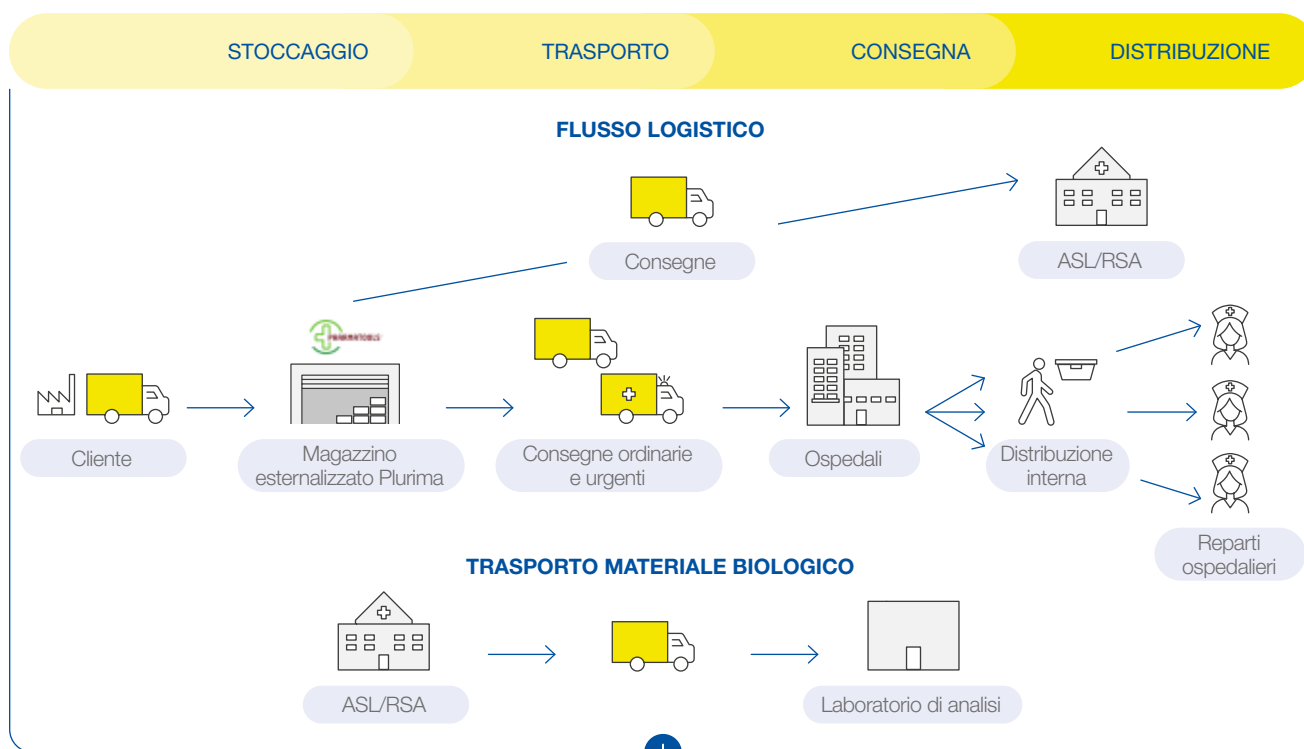 STOCCAGGIO
TRASPORTO
CONSEGNA
DISTRIBUZIONE
FLUSSO LOGISTICO
Consegne
ASL/RSA
PHARMATOOLS
Cliente
Magazzino
esternalizzato Plurima
Consegne ordinarie
e urgenti
Ospedali
Distribuzione
interna
Reparti
ospedalieri
TRASPORTO MATERIALE BIOLOGICO
ASL/RSA
Laboratorio di analisi